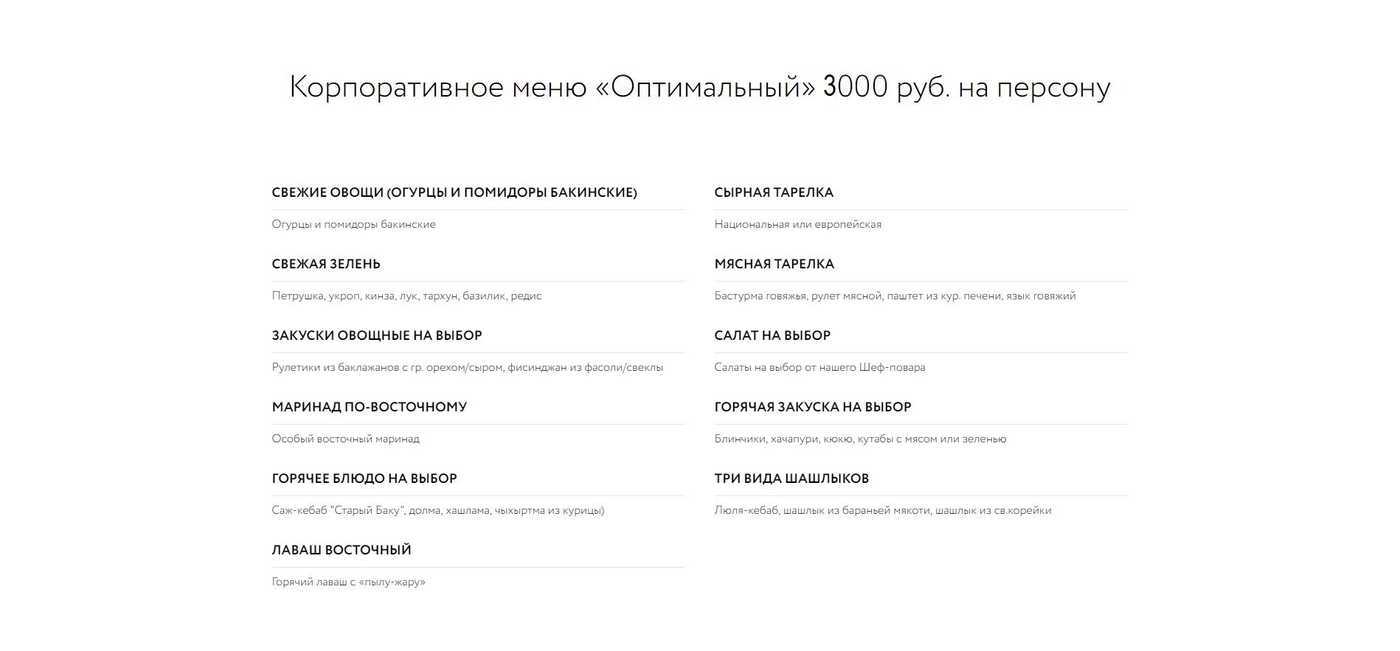 Корпоративное меню «Оптимальный» 3000 руб. на персону
СВЕЖИЕ ОВОЩИ (ОГУРЦЫ И ПОМИДОРЫ БАКИНСКИЕ)
Огурцы и помидоры бакинские
СВЕЖАЯ ЗЕЛЕНЬ
Петрушка, укроп, кинза, лук, тархун, базилик, редис
ЗАКУСКИ ОВОЩНЫЕ НА ВЫБОР
Рулетики из баклажанов с гр. орехом/сыром, фисинджан из фасоли/свеклы
МАРИНАД ПО-ВОСТОЧНОМУ
Особый восточный маринад
ГОРЯЧЕЕ БЛЮДО НА ВЫБОР
Саж-кебаб "Старый Баку", долма, хашлама, чыхыртма из курицы)
ЛАВАШ ВОСТОЧНЫЙ
Горячий лаваш с «пылу-жару»
СЫРНАЯ ТАРЕЛКА
Национальная или европейская
МЯСНАЯ ТАРЕЛКА
Бастурма говяжья, рулет мясной, паштет из кур. печени, язык говяжий
САЛАТ НА ВЫБОР
Салаты на выбор от нашего Шеф-повара
ГОРЯЧАЯ ЗАКУСКА НА ВЫБОР
Блинчики, хачапури, кюкю, кутабы с мясом или зеленью
ТРИ ВИДА ШАШЛЫКОВ
Люля-кебаб, шашлык из бараньей мякоти, шашлык из св.корейки